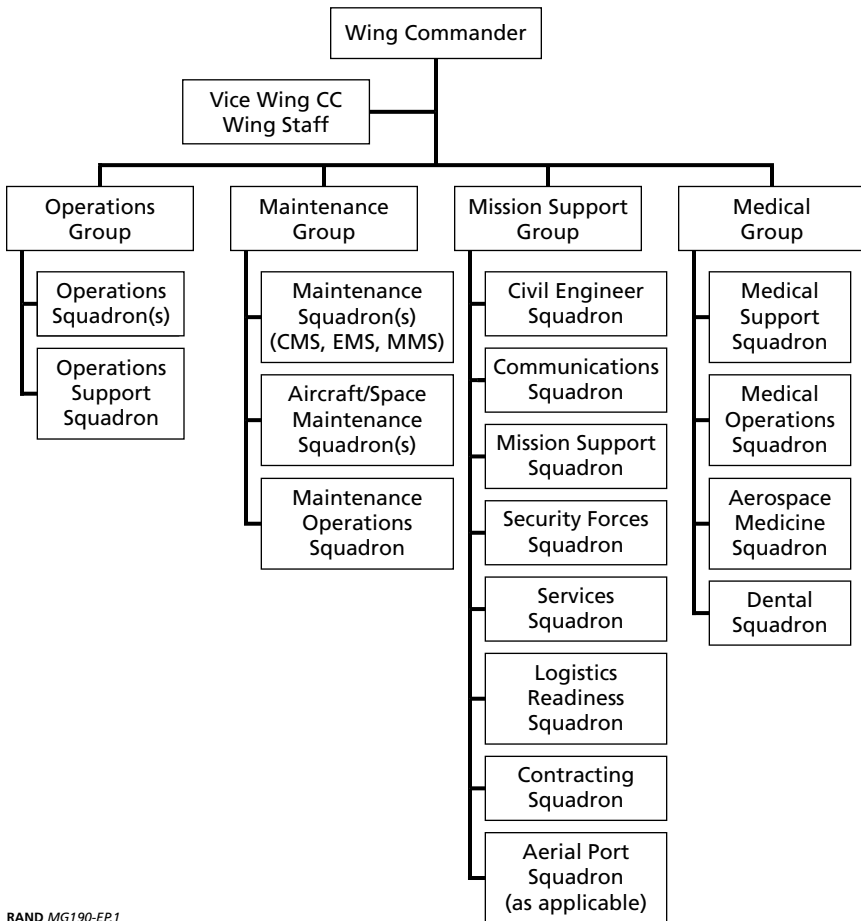 Wing Commander
Vice Wing CC
Wing Staff
Operations
Group
Operations
Squadron(s)
Operations
Support
Squadron
Maintenance
Group
Maintenance
Squadron(s)
(CMS, EMS, MMS)
Aircraft/Space
Maintenance
Squadron(s)
Maintenance
Operations
Squadron
Mission Support
Group
Civil Engineer
Squadron
Communications
Squadron
Mission Support
Squadron
Security Forces
Squadron
Services
Squadron
Logistics
Readiness
Squadron
Contracting
Squadron
Aerial Port
Squadron
(as applicable)
Medical
Group
Medical
Support
Squadron
Medical
Operations
Squadron
Aerospace
Medicine
Squadron
Dental
Squadron
RAND MG190-EP.1